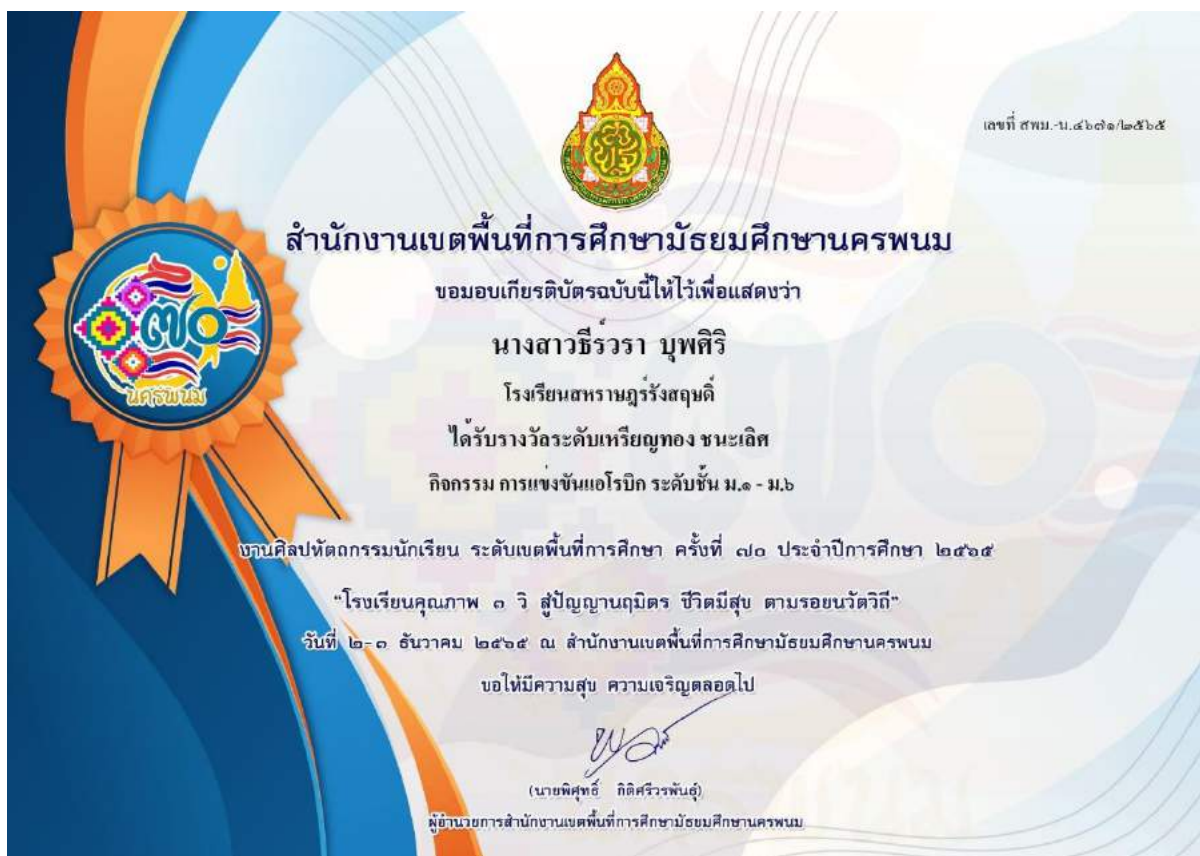 เลขที่ สพม.-น.๔๖๗๑/๒๕๖๕
สำนักงานเขตพื้นที่การศึกษามัธยมศึกษานครพนม
ขอมอบเกียรติบัตรฉบับนี้ให้ไว้เพื่อแสดงว่า
๗๐
นครพนม
นางสาวธีร์วรา บุพศิริ
โรงเรียนสหราษฎร์รังสฤษดิ์
ได้รับรางวัลระดับเหรียญทอง ชนะเลิศ
กิจกรรม การแข่งขันแอโรบิก ระดับชั้น ม.๑ - ม.๖
งานศิลปหัตถกรรมนักเรียน ระดับเขตพื้นที่การศึกษา ครั้งที่ ๗๐ ประจำปีการศึกษา ๒๕๖๕
"โรงเรียนคุณภาพ ๓ วิ สู่ปัญญานฤมิตร ชีวิตมีสุข ตามรอยนวัตวิถี"
วันที่ ๒-๓ ธันวาคม ๒๕๖๕ ณ สำนักงานเขตพื้นที่การศึกษามัธยมศึกษานครพนม
ขอให้มีความสุข ความเจริญตลอดไป
(นายพิศุทธิ์ กิติศรีวรพันธุ์)
ผู้อำนวยการสำนักงานเขตพื้นที่การศึกษามัธยมศึกษานครพนม